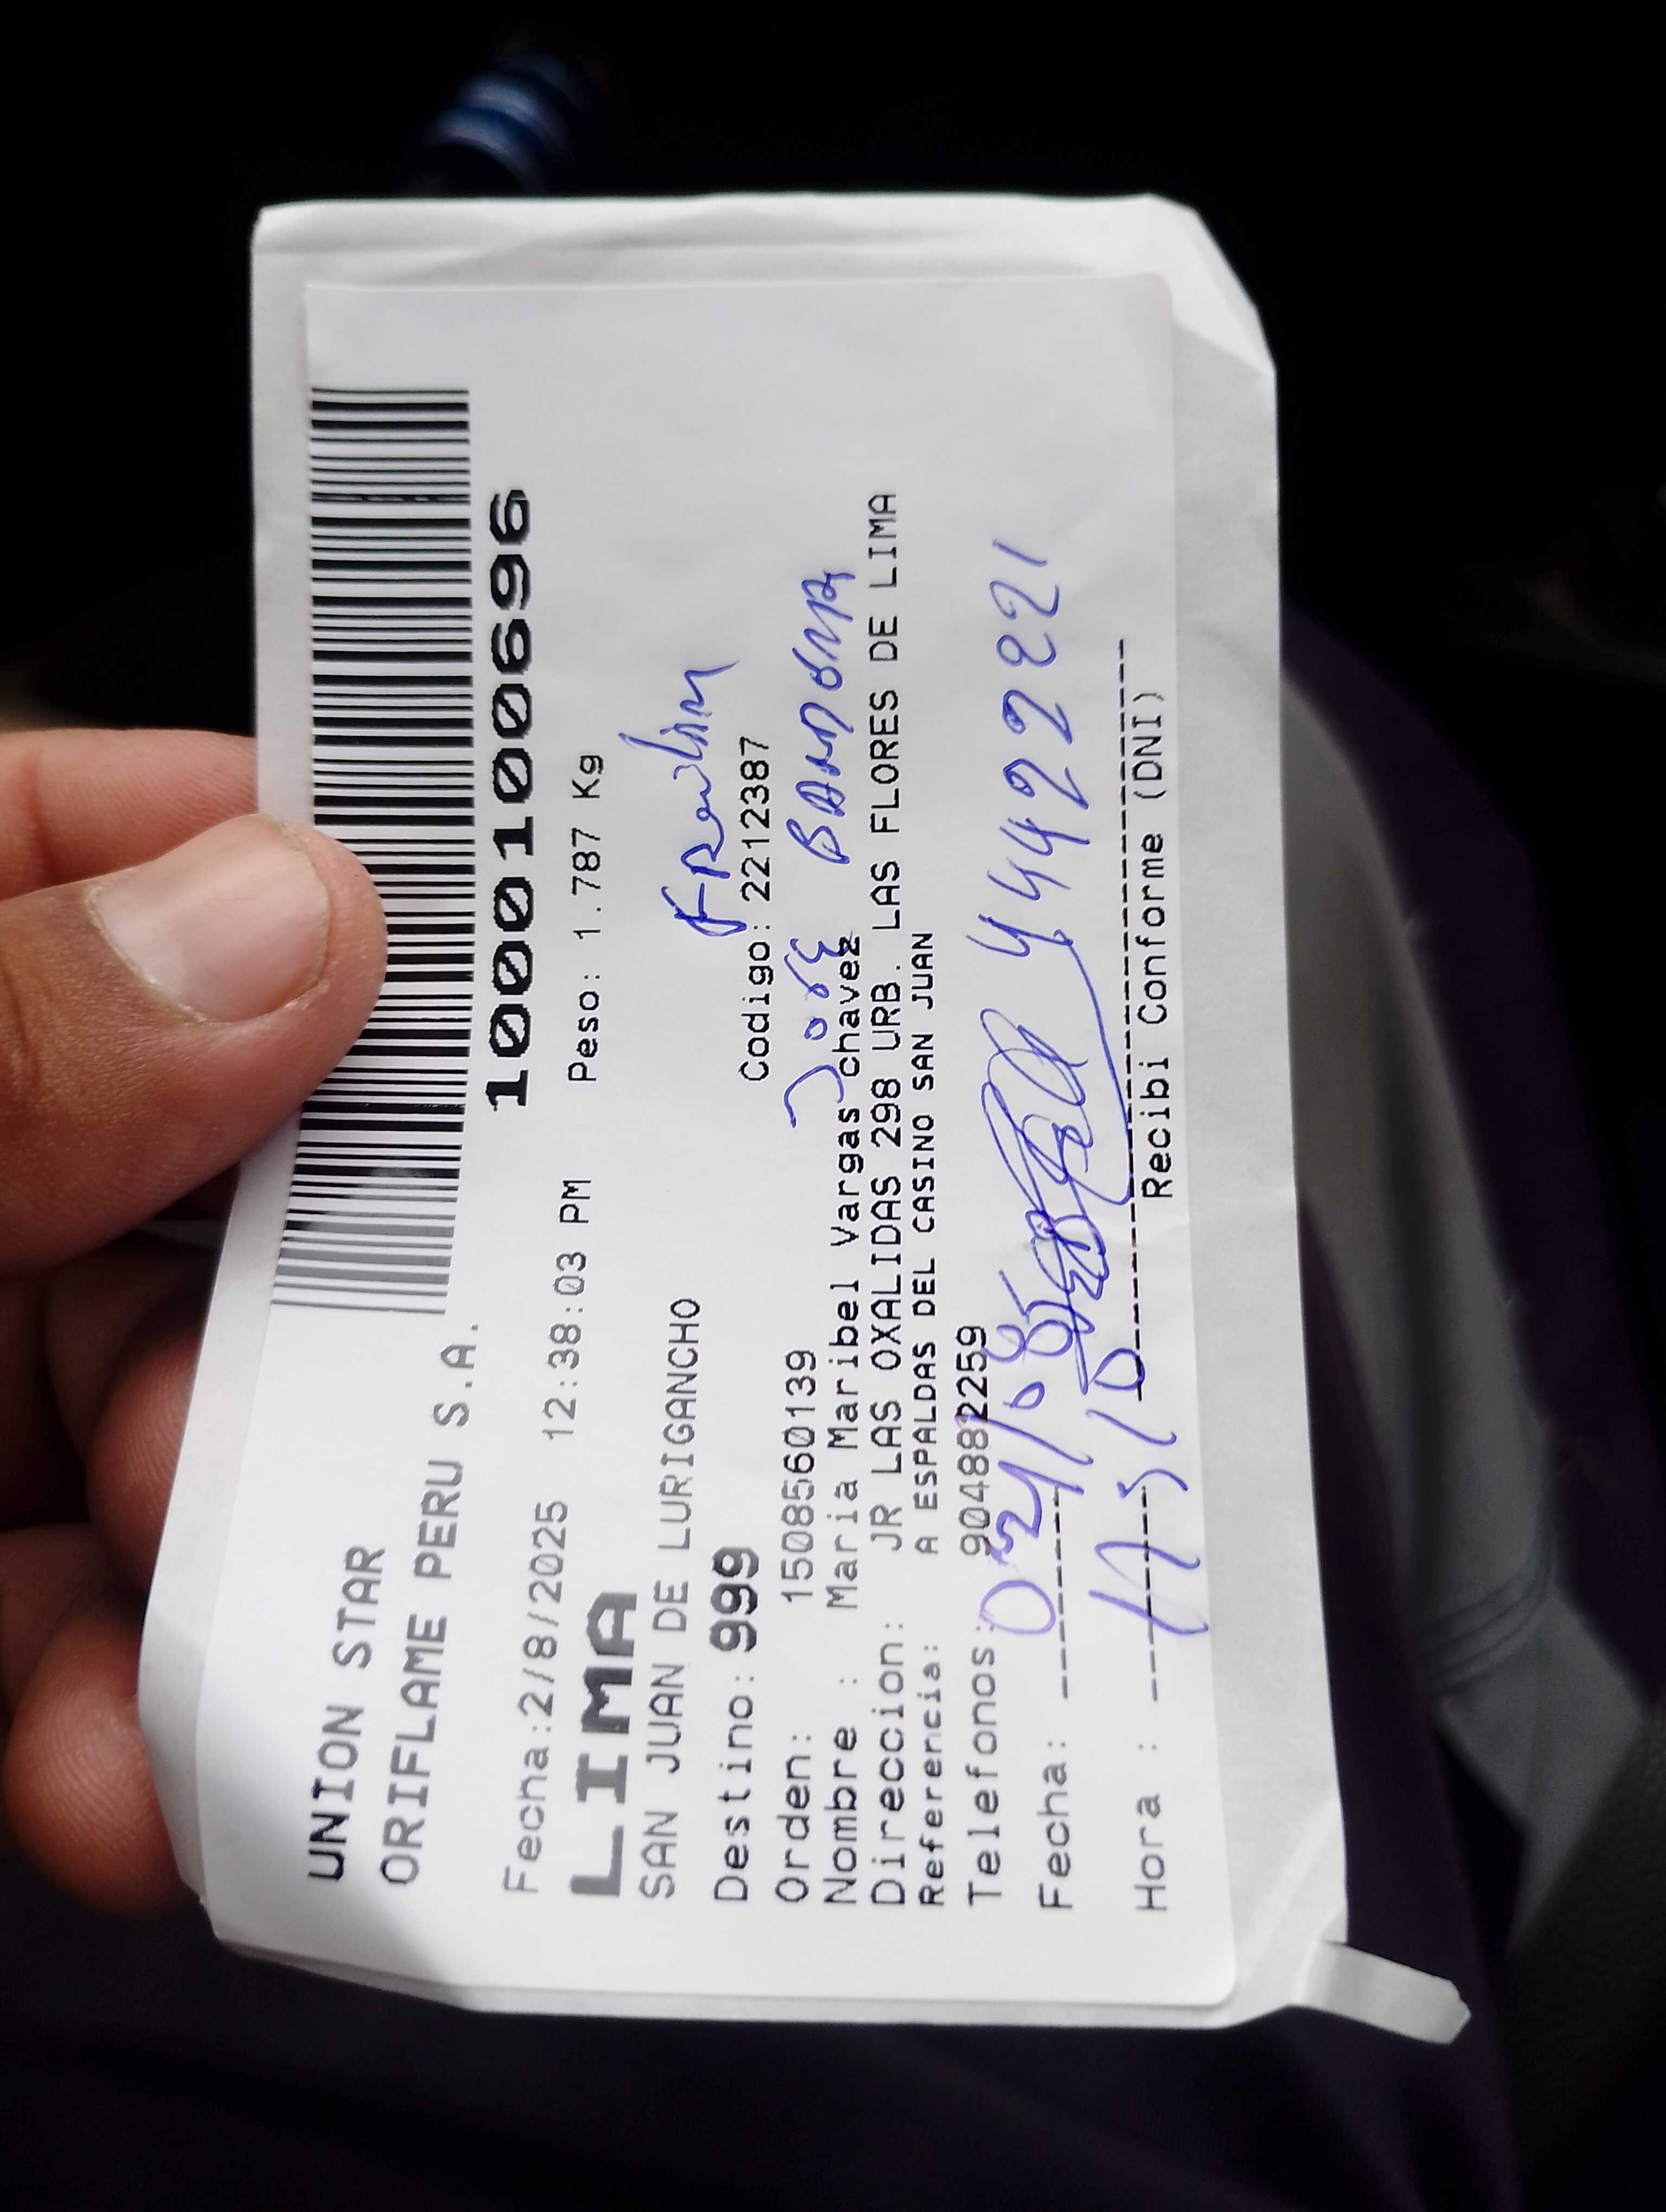 UNION STAR
ORIFLAME PERU S.A.
1000100696
Fecha:2/8/2025 12:38:03 PM Peso: 1.787 Kg
LIMA
SAN JUAN DE LURIGANCHO
Destino: 999 Codigo: 2212387
José BANDONA
Orden: 1508560139
Nombre : Maria Maribel Vargas chavez
Direccion: JR LAS OXALIDAS 298 URB. LAS FLORES DE LIMA
Referencia: A ESPALDAS DEL CASINO SAN JUAN
Telefonos: 904882259
44492221
Fecha:
Hora :
Recibi Conforme (DNI)